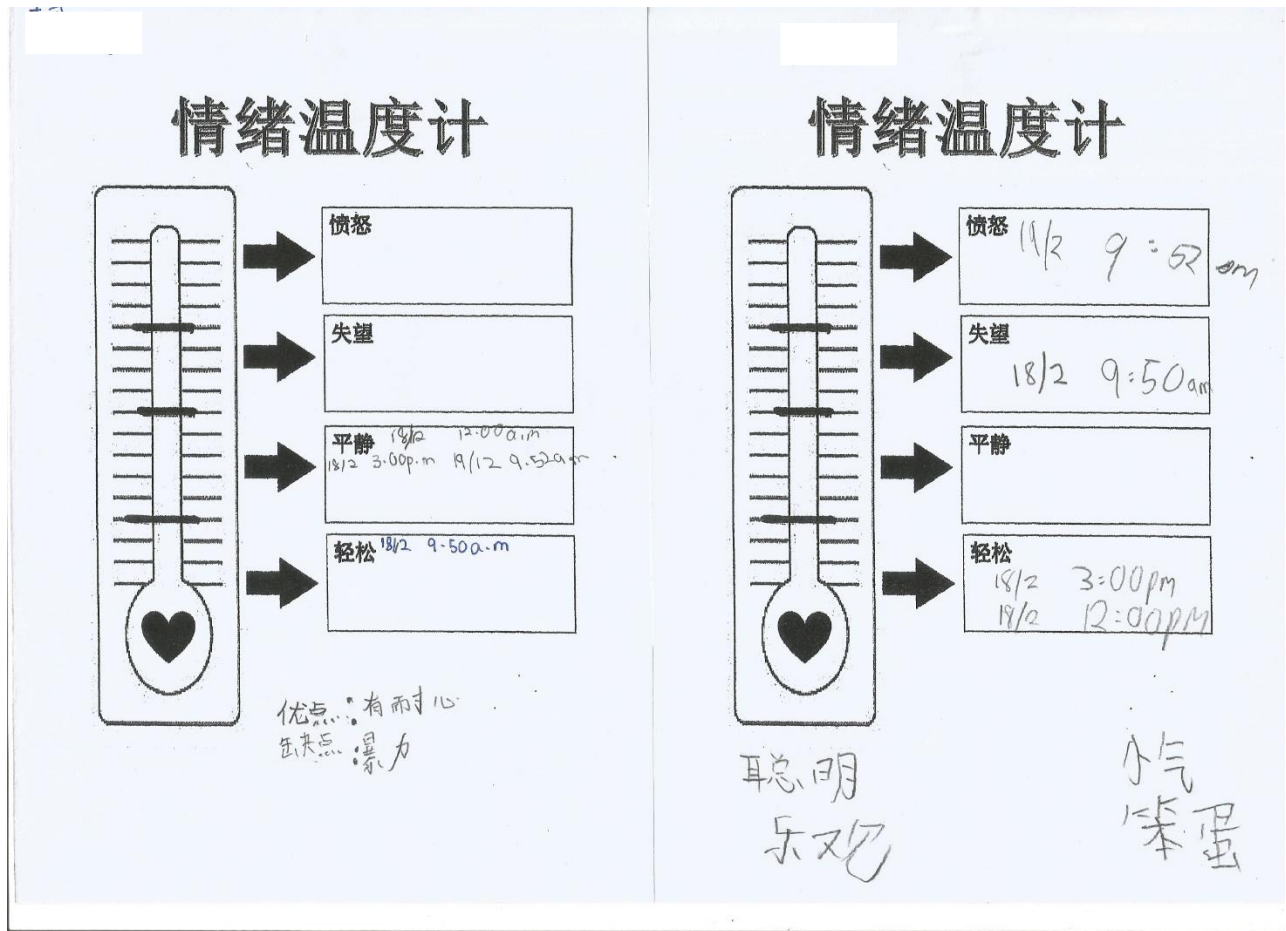 情绪温度计
愤怒
失望
平静 18/2 12.00a.m
18/2 3.00p.m 19/12 9.52a.m
轻松 18/2 9.50a.m
优点:有耐心
缺点:暴力
情绪温度计
愤怒 19/2 9:52 am
失望
18/2 9:50am
平静
轻松
18/2 3:00pm
19/2 12:00pm
聪明
乐观
小气
笨蛋